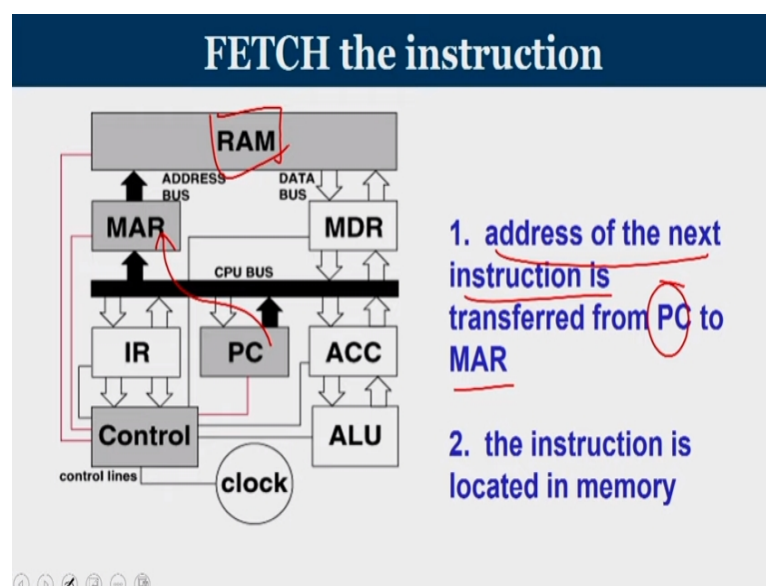 FETCH the instruction
RAM
ADDRESS
BUS
DATA
BUS
MAR
MDR
CPU BUS
IR
PC
ACC
Control
ALU
control lines
clock
1. address of the next
instruction is
transferred from PC to
MAR
2. the instruction is
located in memory